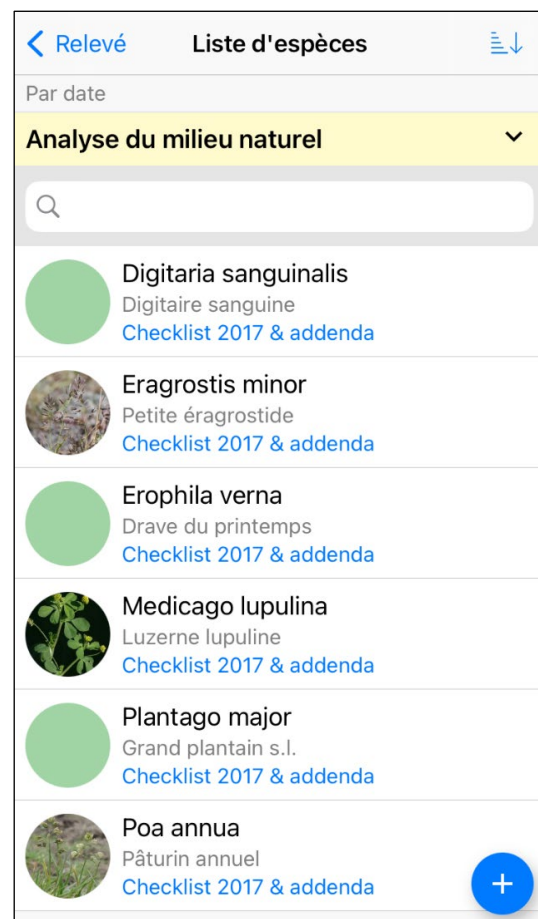 Relevé Liste d'espèces
Par date
Analyse du milieu naturel
Digitaria sanguinalis
Digitaire sanguine
Checklist 2017 & addenda
Eragrostis minor
Petite éragrostide
Checklist 2017 & addenda
Erophila verna
Drave du printemps
Checklist 2017 & addenda
Medicago lupulina
Luzerne lupuline
Checklist 2017 & addenda
Plantago major
Grand plantain s.l.
Checklist 2017 & addenda
Poa annua
Pâturin annuel
Checklist 2017 & addenda